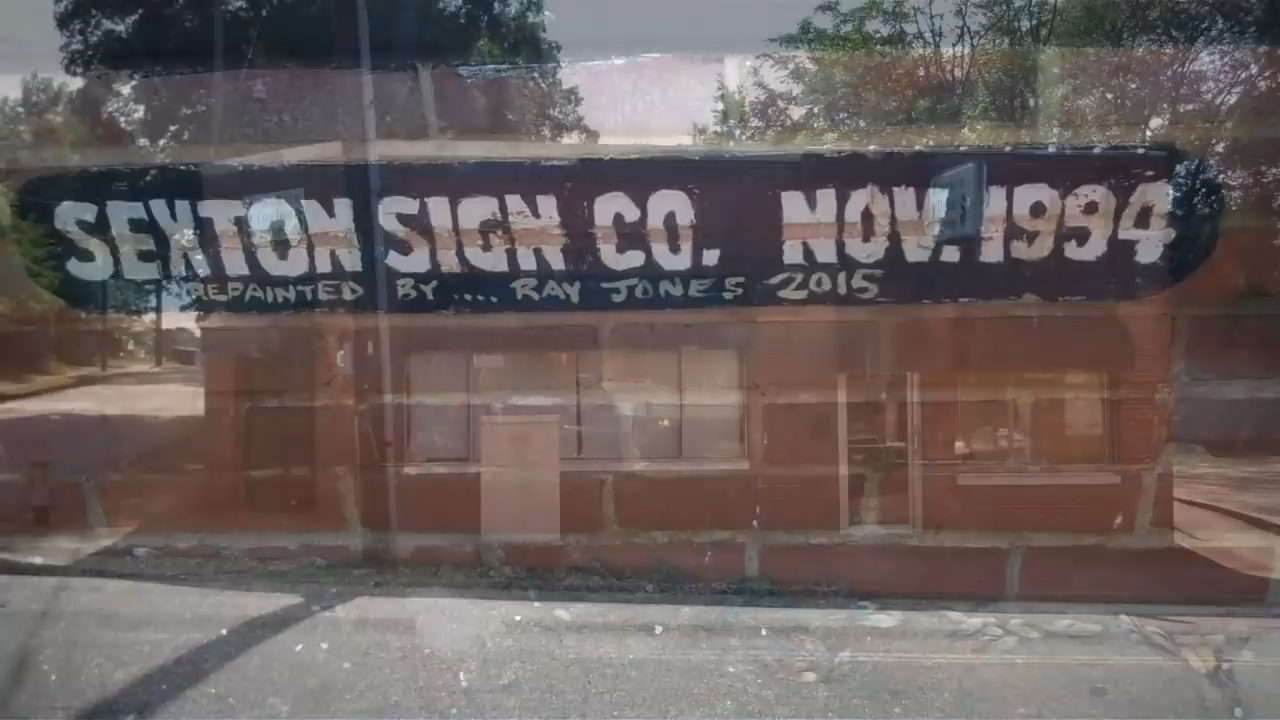 SEXTON SIGN CO. NOV. 1994
REPAINTED BY .... RAY JONES 2015